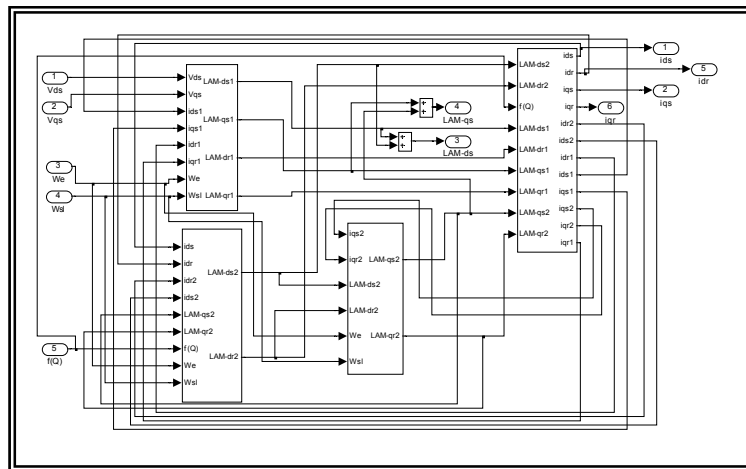 1
Vds
2
Vqs
3
We
4
Wsl
5
f(Q)
Vds
Vqs
ids1
iqs1
idr1
iqr1
We
Wsl
LAM-ds1
LAM-qs1
LAM-dr1
LAM-qr1
ids
idr
idr2
ids2
LAM-qs2
LAM-qr2
f(Q)
We
Wsl
LAM-ds2
LAM-dr2
iqs2
iqr2
LAM-ds2
LAM-dr2
We
Wsl
LAM-qs2
LAM-qr2
+
+
4
LAM-qs
+
+
3
LAM-ds
LAM-ds2
LAM-dr2
f(Q)
LAM-ds1
LAM-dr1
LAM-qs1
LAM-qr1
LAM-qs2
LAM-qr2
ids
idr
iqs
iqr
idr2
ids2
idr1
ids1
iqs1
iqs2
iqr2
iqr1
1
ids
5
idr
2
iqs
6
iqr